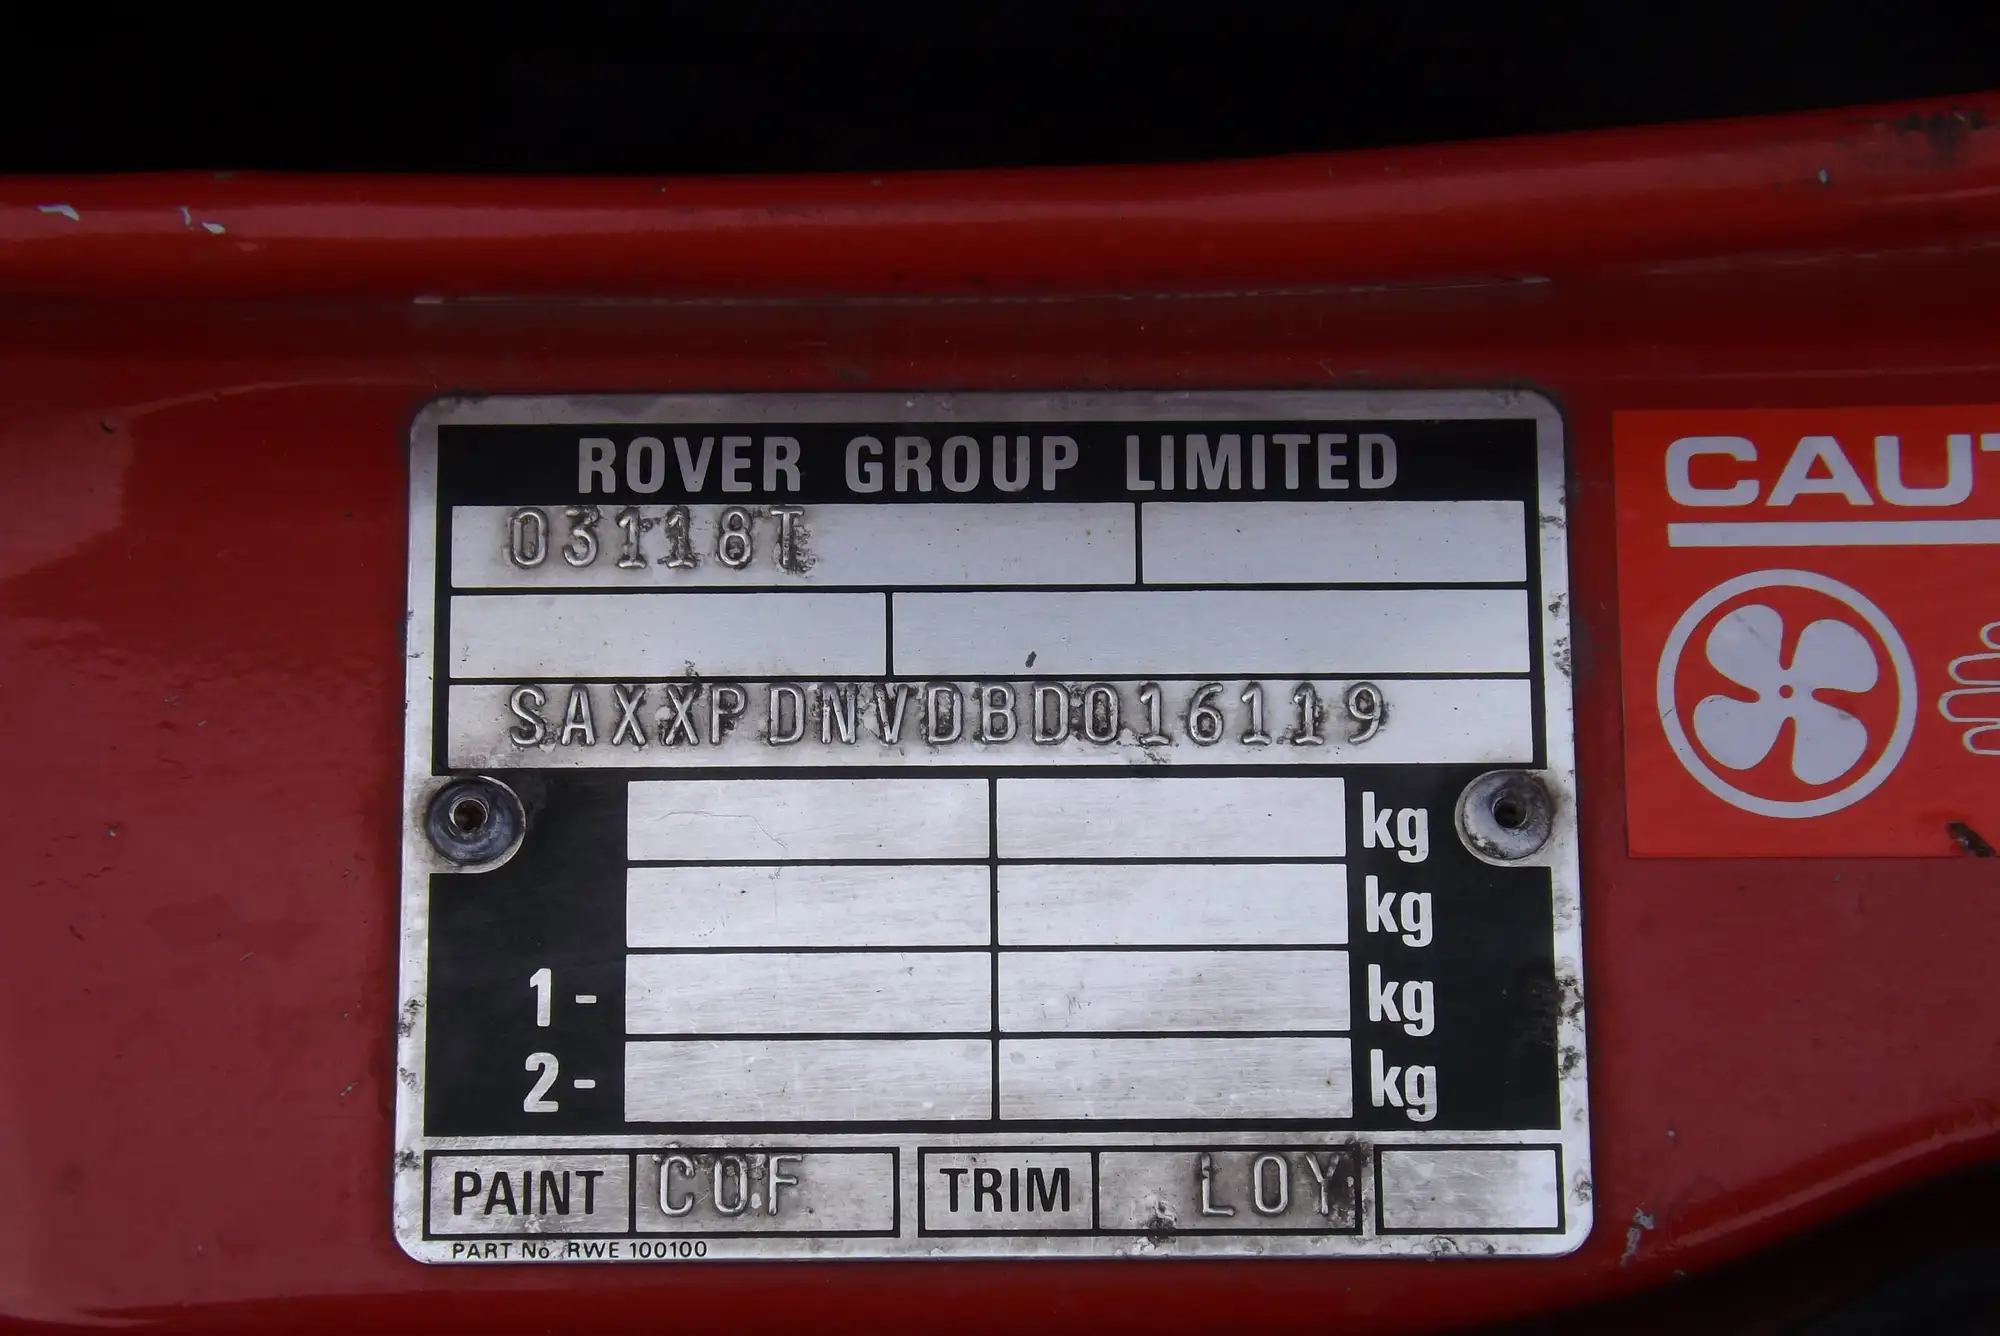 ROVER GROUP LIMITED
03118T
SAXXPDNVDBD016119
kg
kg
1- kg
2- kg
PAINT COF TRIM LOY
PART No RWE 100100
CAUT